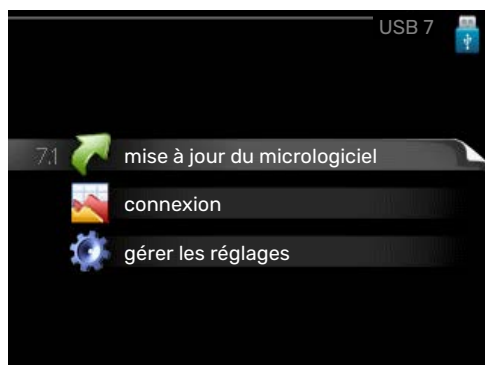 USB 7
7.1 mise à jour du micrologiciel
connexion
gérer les réglages